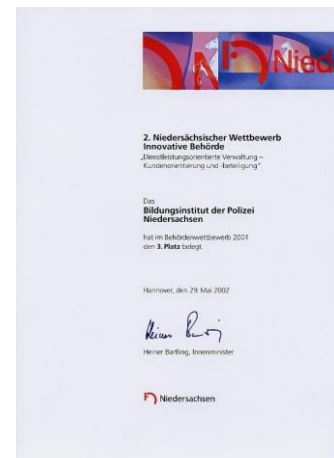 Nied
2. Niedersächsischer Wettbewerb
Innovative Behörde
„Dienstleistungsorientierte Verwaltung –
Kundenorientierung und -beteiligung“
Das
Bildungsinstitut der Polizei
Niedersachsen
hat im Behördenwettbewerb 2001
den 3. Platz belegt.
Hannover, den 29. Mai 2002
Heiner Bartling, Innenminister
Niedersachsen